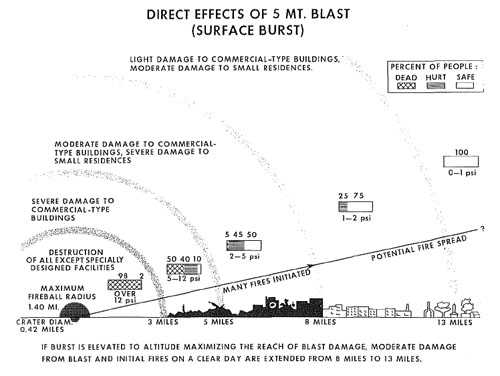 DIRECT EFFECTS OF 5 MT. BLAST
(SURFACE BURST)
LIGHT DAMAGE TO COMMERCIAL-TYPE BUILDINGS,
MODERATE DAMAGE TO SMALL RESIDENCES.
PERCENT OF PEOPLE:
DEAD HURT SAFE
MODERATE DAMAGE TO COMMERCIAL-
TYPE BUILDINGS, SEVERE DAMAGE TO
SMALL RESIDENCES
100
0-1 psi
SEVERE DAMAGE TO
COMMERCIAL-TYPE
BUILDINGS
25 75
1-2 psi
5 45 50
2-5 psi
DESTRUCTION
OF ALL EXCEPT SPECIALLY
DESIGNED FACILITIES
50 40 10
5-12 psi
98 2
OVER
12 psi
MAXIMUM
FIREBALL RADIUS
1.40 MI.
MANY FIRES INITIATED
POTENTIAL FIRE SPREAD
?
CRATER DIAM.
0.42 MILES
3 MILES
5 MILES
8 MILES
13 MILES
IF BURST IS ELEVATED TO ALTITUDE MAXIMIZING THE REACH OF BLAST DAMAGE, MODERATE DAMAGE
FROM BLAST AND INITIAL FIRES ON A CLEAR DAY ARE EXTENDED FROM 8 MILES TO 13 MILES.